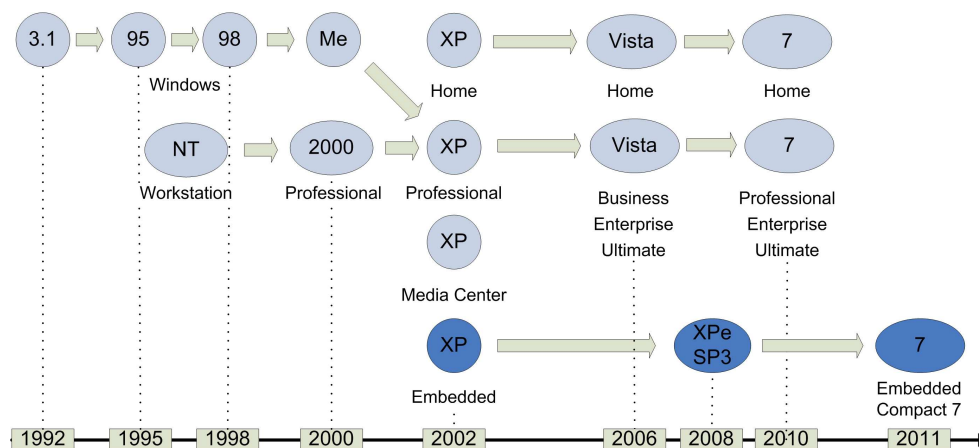 3.1
95
98
Me
XP
Vista
7
Windows
Home
Home
Home
NT
2000
XP
Vista
7
Workstation
Professional
Professional
Business
Enterprise
Ultimate
Professional
Enterprise
Ultimate
XP
Media Center
XP
XPe
SP3
7
Embedded
Embedded
Compact 7
1992
1995
1998
2000
2002
2006
2008
2010
2011